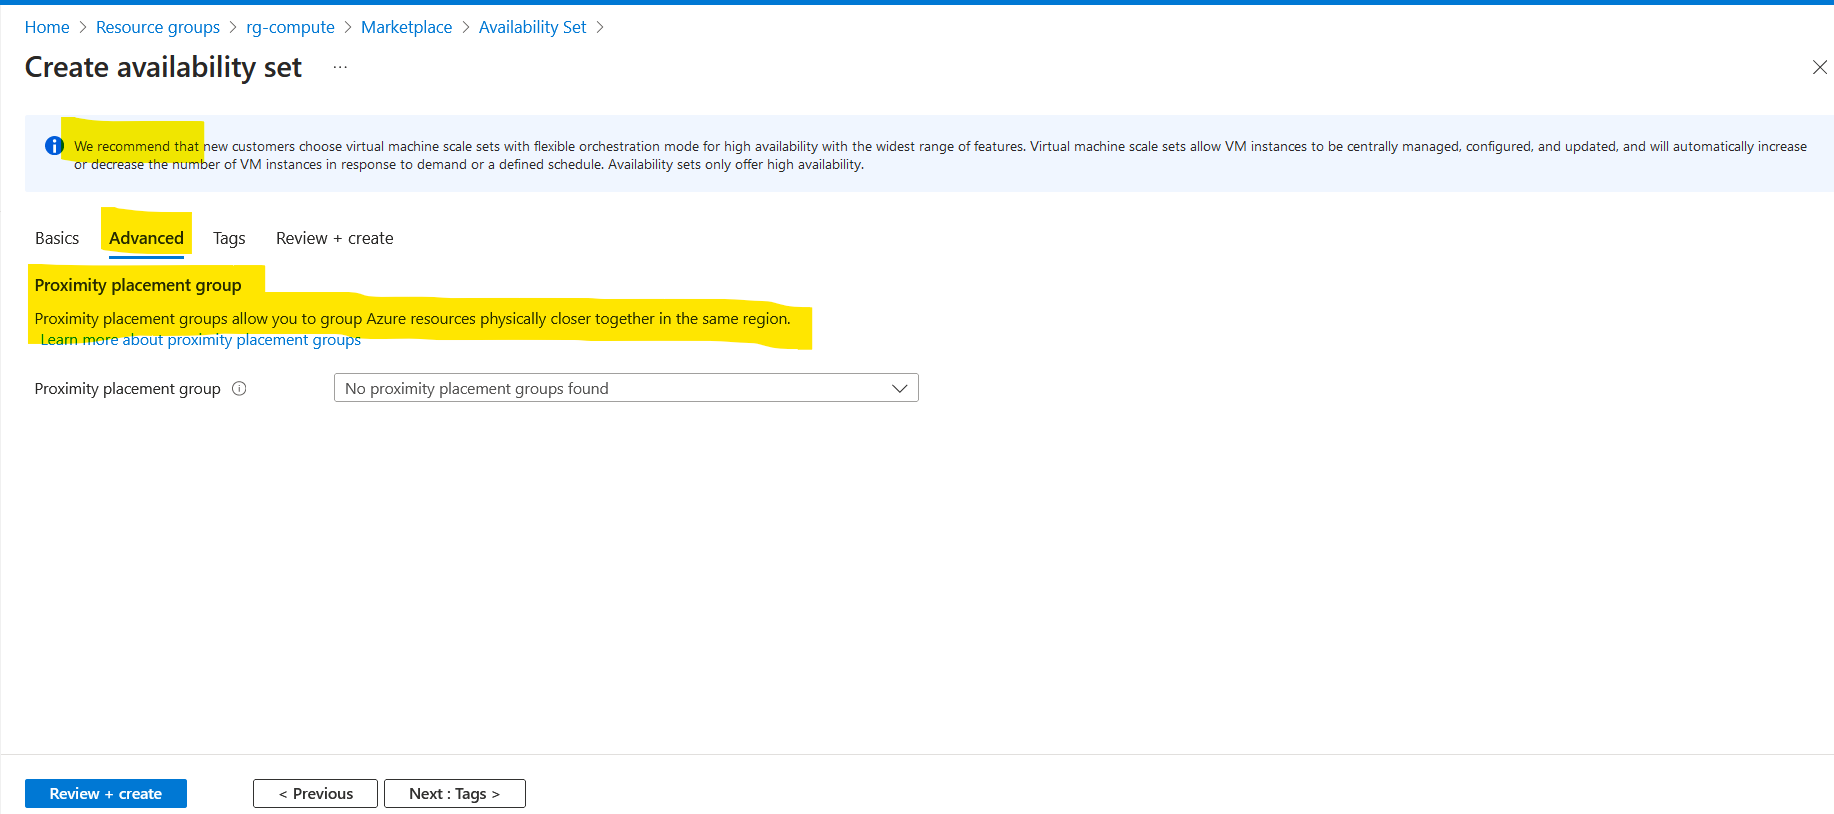 Home > Resource groups > rg-compute > Marketplace > Availability Set >
Create availability set ...
We recommend that new customers choose virtual machine scale sets with flexible orchestration mode for high availability with the widest range of features. Virtual machine scale sets allow VM instances to be centrally managed, configured, and updated, and will automatically increase
or decrease the number of VM instances in response to demand or a defined schedule. Availability sets only offer high availability.
Basics Advanced Tags Review + create
Proximity placement group
Proximity placement groups allow you to group Azure resources physically closer together in the same region.
Learn more about proximity placement groups
Proximity placement group No proximity placement groups found
Review + create < Previous Next : Tags >